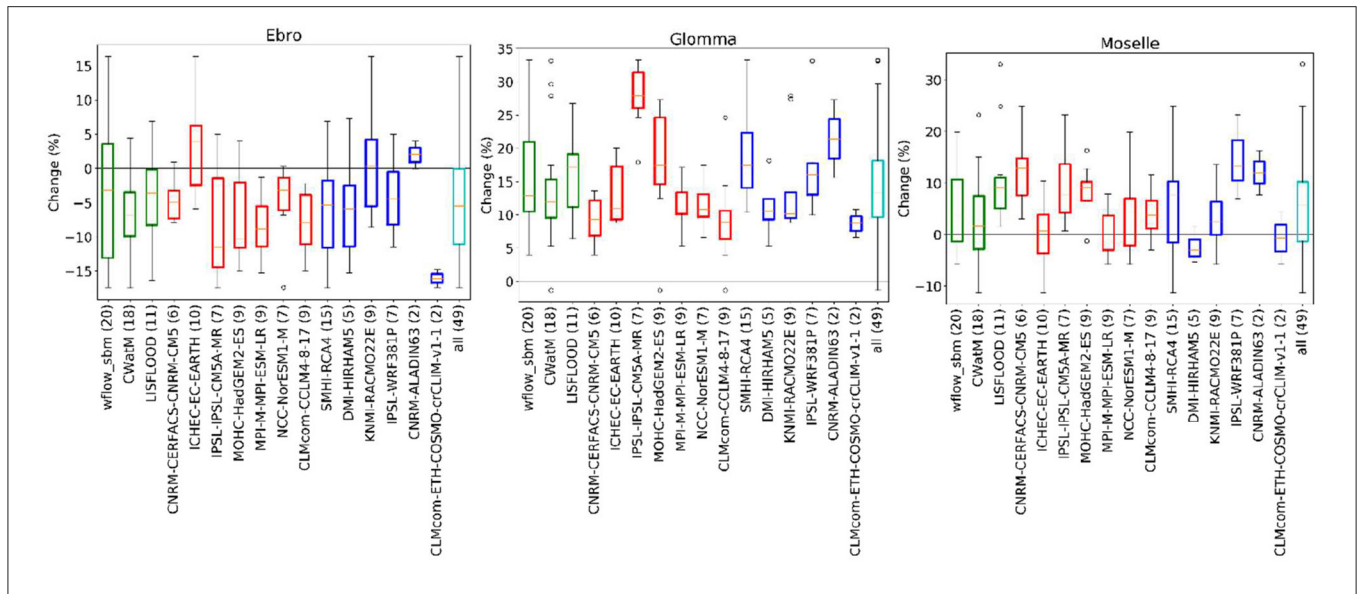 Ebro
Change (%)
15
10
5
0
−5
−10
−15
wflow_sbm (20)
CWatM (18)
LISFLOOD (11)
CNRM-CERFACS-CNRM-CM5 (6)
ICHEC-EC-EARTH (10)
IPSL-IPSL-CM5A-MR (7)
MOHC-HadGEM2-ES (9)
MPI-M-MPI-ESM-LR (9)
NCC-NorESM1-M (7)
CLMcom-CCLM4-8-17 (9)
SMHI-RCA4 (15)
DMI-HIRHAM5 (5)
KNMI-RACMO22E (9)
IPSL-WRF381P (7)
CNRM-ALADIN63 (2)
CLMcom-ETH-COSMO-crCLIM-v1-1 (2)
all (49)
Glomma
Change (%)
35
30
25
20
15
10
5
0
wflow_sbm (20)
CWatM (18)
LISFLOOD (11)
CNRM-CERFACS-CNRM-CM5 (6)
ICHEC-EC-EARTH (10)
IPSL-IPSL-CM5A-MR (7)
MOHC-HadGEM2-ES (9)
MPI-M-MPI-ESM-LR (9)
NCC-NorESM1-M (7)
CLMcom-CCLM4-8-17 (9)
SMHI-RCA4 (15)
DMI-HIRHAM5 (5)
KNMI-RACMO22E (9)
IPSL-WRF381P (7)
CNRM-ALADIN63 (2)
CLMcom-ETH-COSMO-crCLIM-v1-1 (2)
all (49)
Moselle
Change (%)
30
20
10
0
−10
wflow_sbm (20)
CWatM (18)
LISFLOOD (11)
CNRM-CERFACS-CNRM-CM5 (6)
ICHEC-EC-EARTH (10)
IPSL-IPSL-CM5A-MR (7)
MOHC-HadGEM2-ES (9)
MPI-M-MPI-ESM-LR (9)
NCC-NorESM1-M (7)
CLMcom-CCLM4-8-17 (9)
SMHI-RCA4 (15)
DMI-HIRHAM5 (5)
KNMI-RACMO22E (9)
IPSL-WRF381P (7)
CNRM-ALADIN63 (2)
CLMcom-ETH-COSMO-crCLIM-v1-1 (2)
all (49)